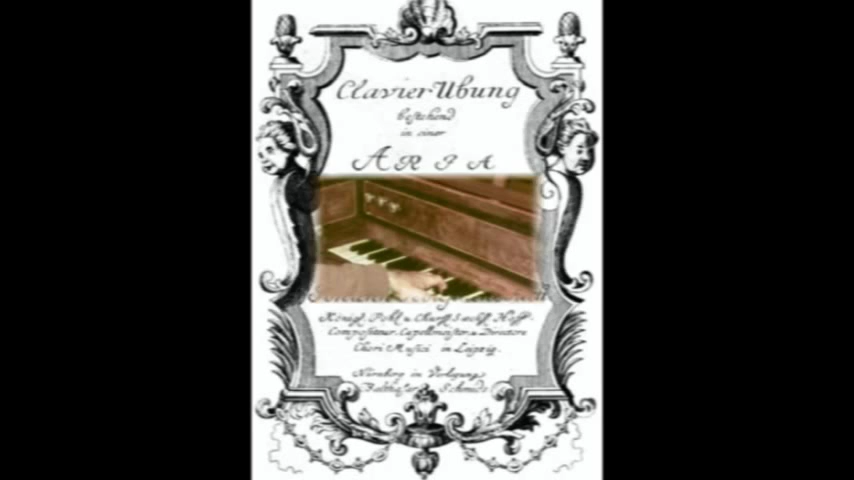 Clavier Ubung
bestehend
in einer
ARIA
Königl. Pohl. u. Churfl. Hoff-
Compositeur, Capellmeister, u. Directore
Chori Musici in Leipzig.
Nürnberg in Verlegung
Balthasar Schmids